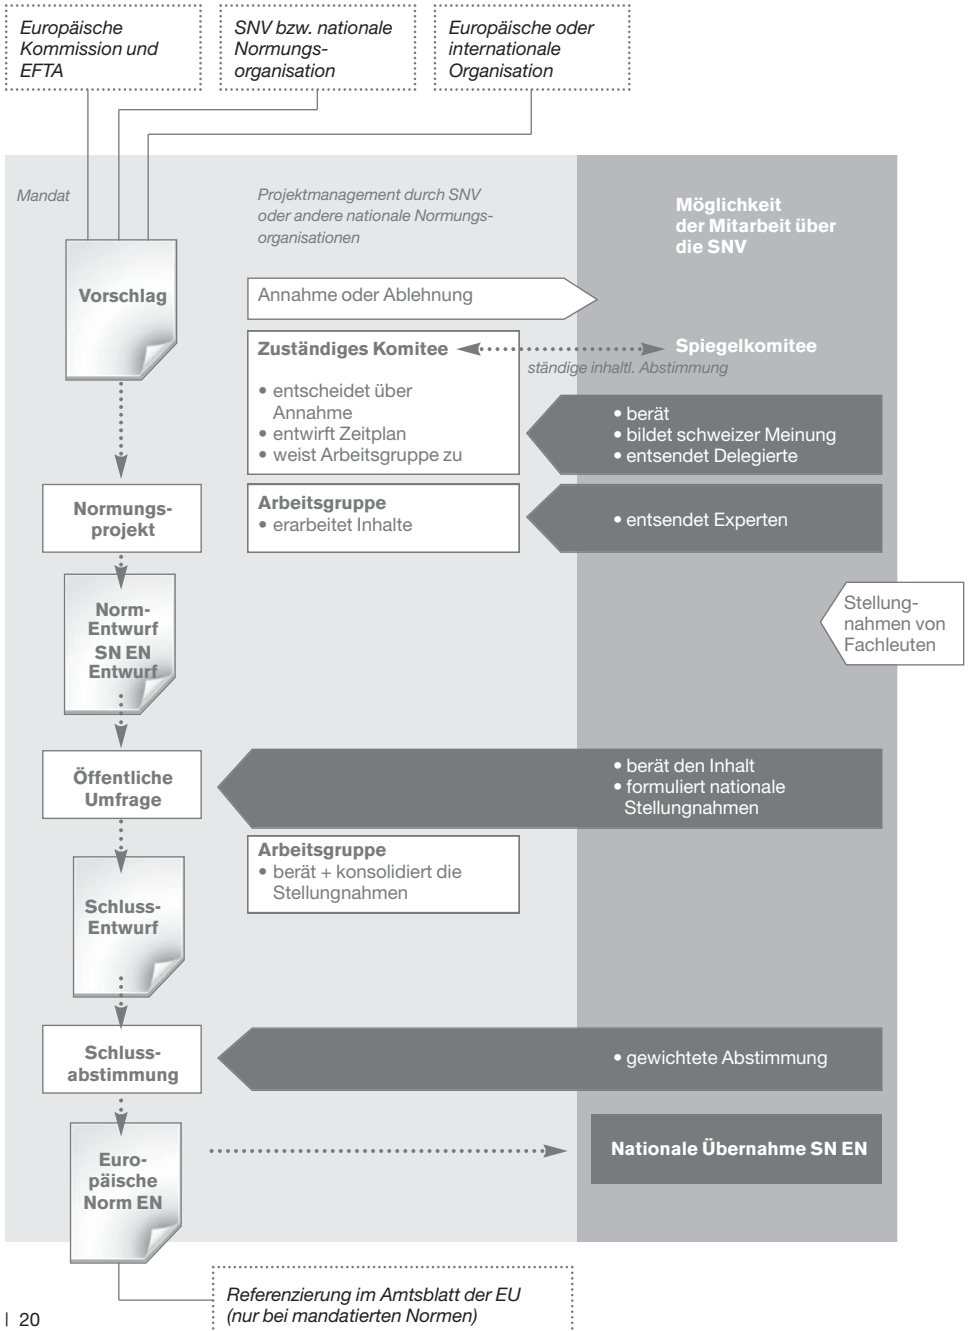 Europäische
Kommission und
EFTA
SNV bzw. nationale
Normungs-
organisation
Europäische oder
internationale
Organisation
Mandat
Projektmanagement durch SNV
oder andere nationale Normungs-
organisationen
Möglichkeit
der Mitarbeit über
die SNV
Vorschlag
Annahme oder Ablehnung
Zuständiges Komitee
Spiegelkomitee
ständige inhaltl. Abstimmung
• entscheidet über
Annahme
• entwirft Zeitplan
• weist Arbeitsgruppe zu
• berät
• bildet schweizer Meinung
• entsendet Delegierte
Normungs-
projekt
Arbeitsgruppe
• erarbeitet Inhalte
• entsendet Experten
Norm-
Entwurf
SN EN
Entwurf
Stellung-
nahmen von
Fachleuten
Öffentliche
Umfrage
• berät den Inhalt
• formuliert nationale
Stellungnahmen
Arbeitsgruppe
• berät + konsolidiert die
Stellungnahmen
Schluss-
Entwurf
Schluss-
abstimmung
• gewichtete Abstimmung
Euro-
päische
Norm EN
Nationale Übernahme SN EN
Referenzierung im Amtsblatt der EU
(nur bei mandatierten Normen)
| 20